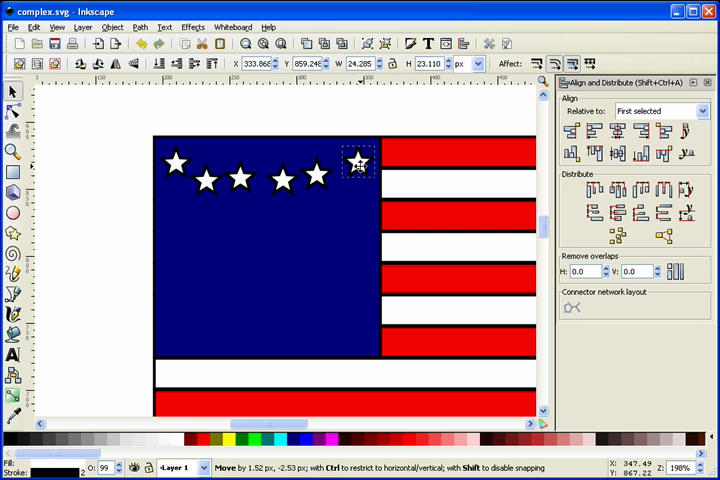 complex.svg - Inkscape
File Edit View Layer Object Path Text Effects Whiteboard Help
X 333.868 Y 859.248 W 24.285 H 23.110 px Affect:
Align and Distribute (Shift+Ctrl+A)
Align
Relative to: First selected
Distribute
Remove overlaps
H: 0.0 V: 0.0
Connector network layout
Fill:
Stroke: 2 O: 99 Layer 1 Move by 1.52 px, -2.53 px; with Ctrl to restrict to horizontal/vertical; with Shift to disable snapping X: 347.49 Z: 198%
Y: 867.22